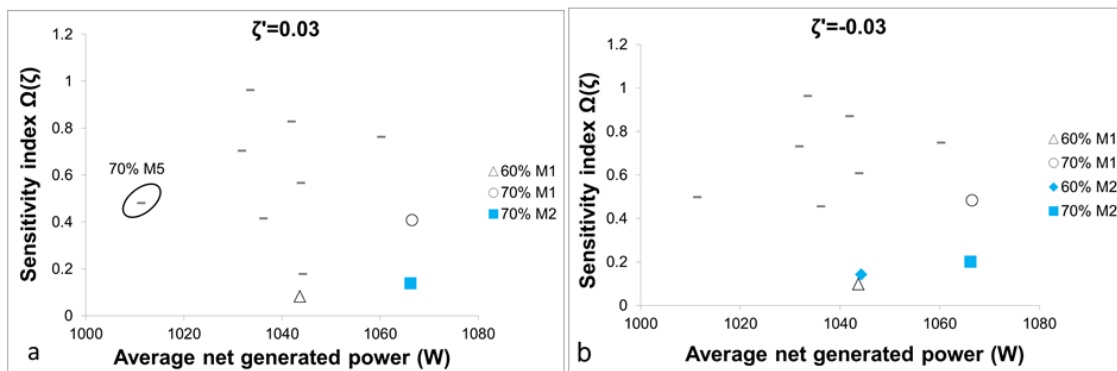 ζ'=0.03
Sensitivity index Ω(ζ)
1.2
1
0.8
0.6
0.4
0.2
0
70% M5
1000 1020 1040 1060 1080
Average net generated power (W)
60% M1
70% M1
70% M2
a
ζ'=-0.03
Sensitivity index Ω(ζ)
1.2
1
0.8
0.6
0.4
0.2
0
1000 1020 1040 1060 1080
Average net generated power (W)
60% M1
70% M1
60% M2
70% M2
b